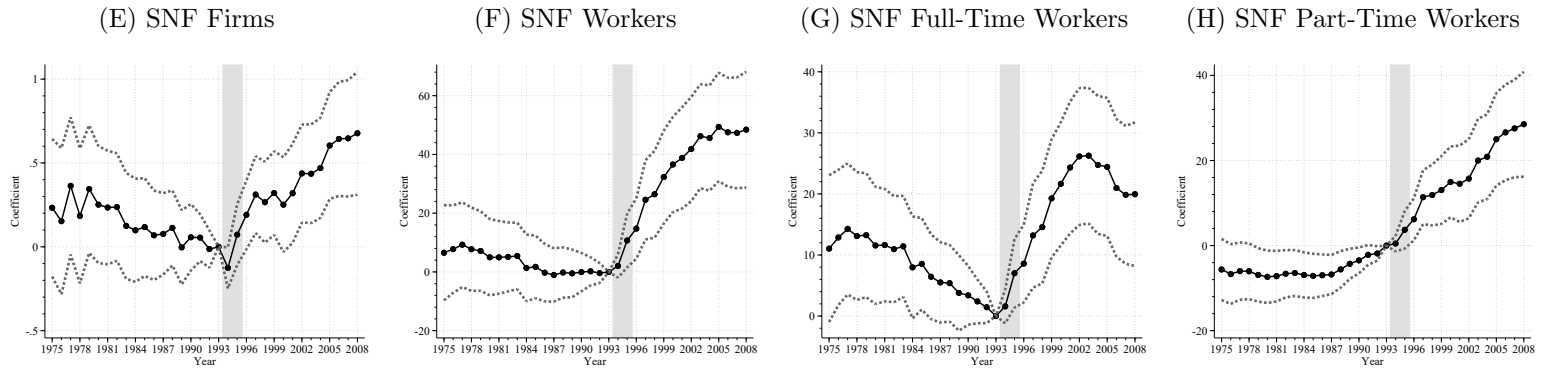 (E) SNF Firms
(F) SNF Workers
(G) SNF Full-Time Workers
(H) SNF Part-Time Workers
Coefficient
1
.5
0
-.5
1975 1978 1981 1984 1987 1990 1993 1996 1999 2002 2005 2008
Year
Coefficient
60
40
20
0
-20
1975 1978 1981 1984 1987 1990 1993 1996 1999 2002 2005 2008
Year
Coefficient
40
30
20
10
0
1975 1978 1981 1984 1987 1990 1993 1996 1999 2002 2005 2008
Year
Coefficient
40
20
0
-20
1975 1978 1981 1984 1987 1990 1993 1996 1999 2002 2005 2008
Year